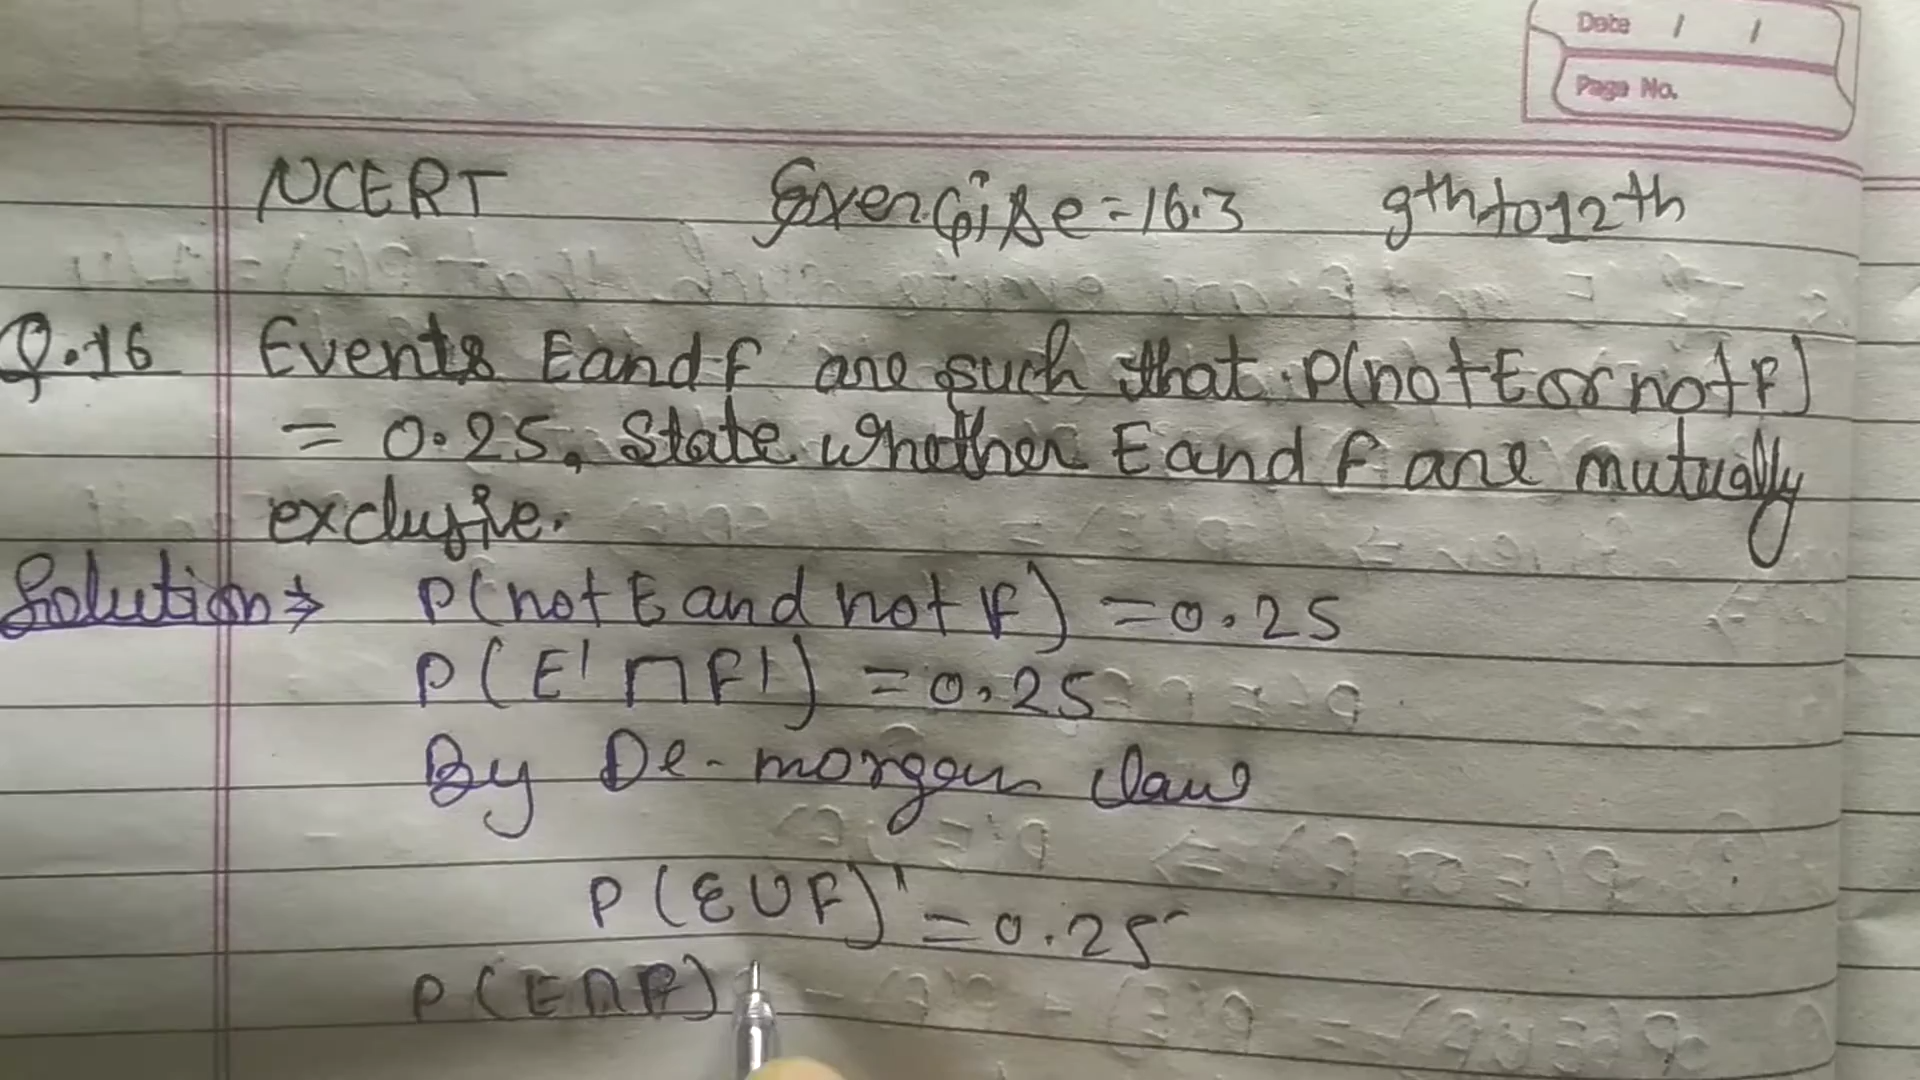 Date / /
Page No.
NCERT Exercise = 16.3 9th to 12th
Q.16 Events E and F are such that P(not E or not F)
= 0.25, State whether E and F are mutually
exclusive.
Solution ⇒ P(not E and not F) = 0.25
P(E' ∩ F') = 0.25
By De-morgan law
P(E ∪ F)' = 0.25
P(E ∩ F)